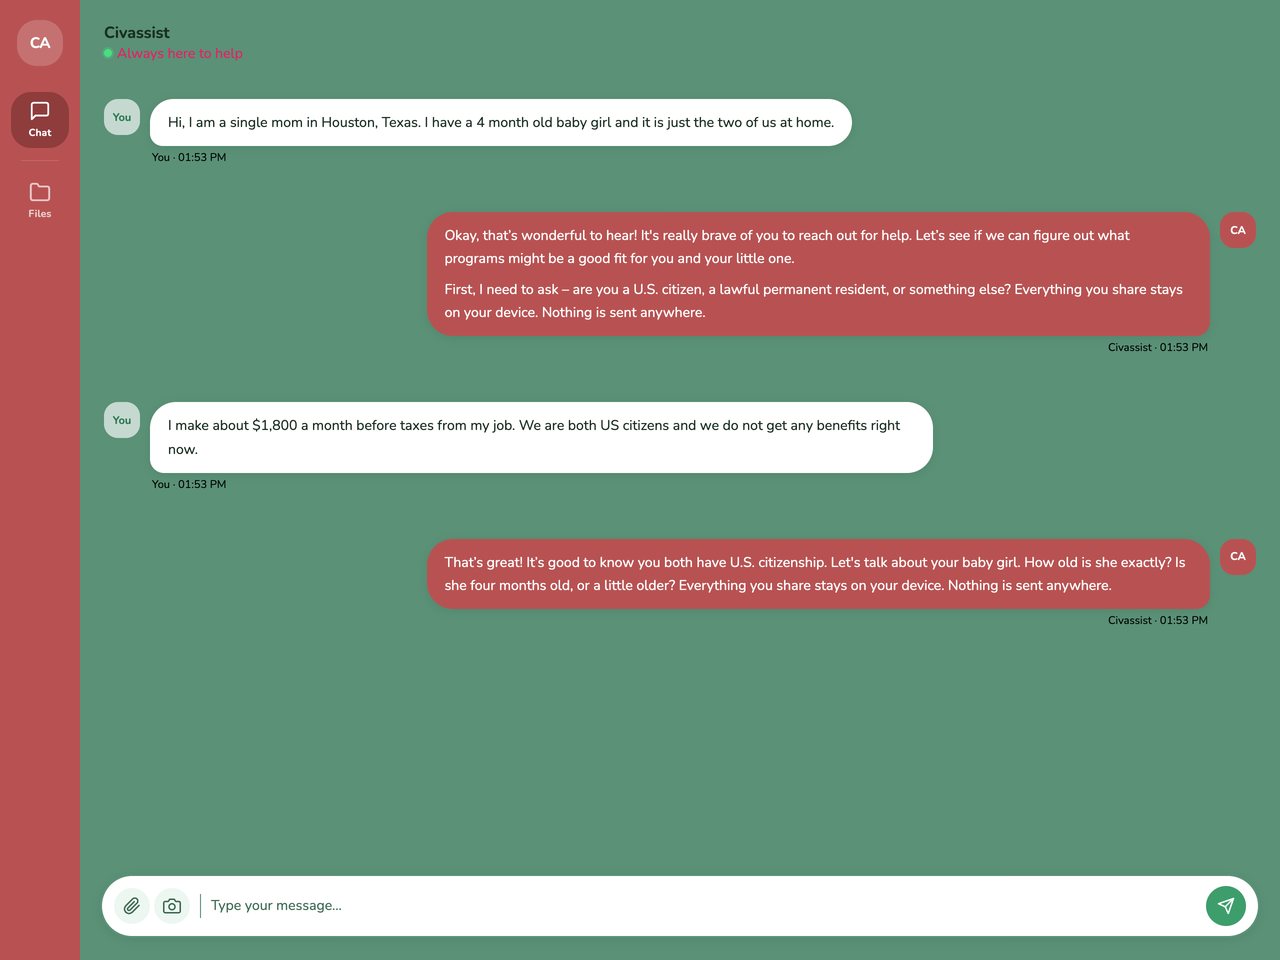 CA
Chat
Files
Civassist
Always here to help
You
Hi, I am a single mom in Houston, Texas. I have a 4 month old baby girl and it is just the two of us at home.
You · 01:53 PM
Okay, that’s wonderful to hear! It's really brave of you to reach out for help. Let’s see if we can figure out what
programs might be a good fit for you and your little one.
First, I need to ask – are you a U.S. citizen, a lawful permanent resident, or something else? Everything you share stays
on your device. Nothing is sent anywhere.
CA
Civassist · 01:53 PM
You
I make about $1,800 a month before taxes from my job. We are both US citizens and we do not get any benefits right
now.
You · 01:53 PM
That’s great! It’s good to know you both have U.S. citizenship. Let's talk about your baby girl. How old is she exactly? Is
she four months old, or a little older? Everything you share stays on your device. Nothing is sent anywhere.
CA
Civassist · 01:53 PM
Type your message...